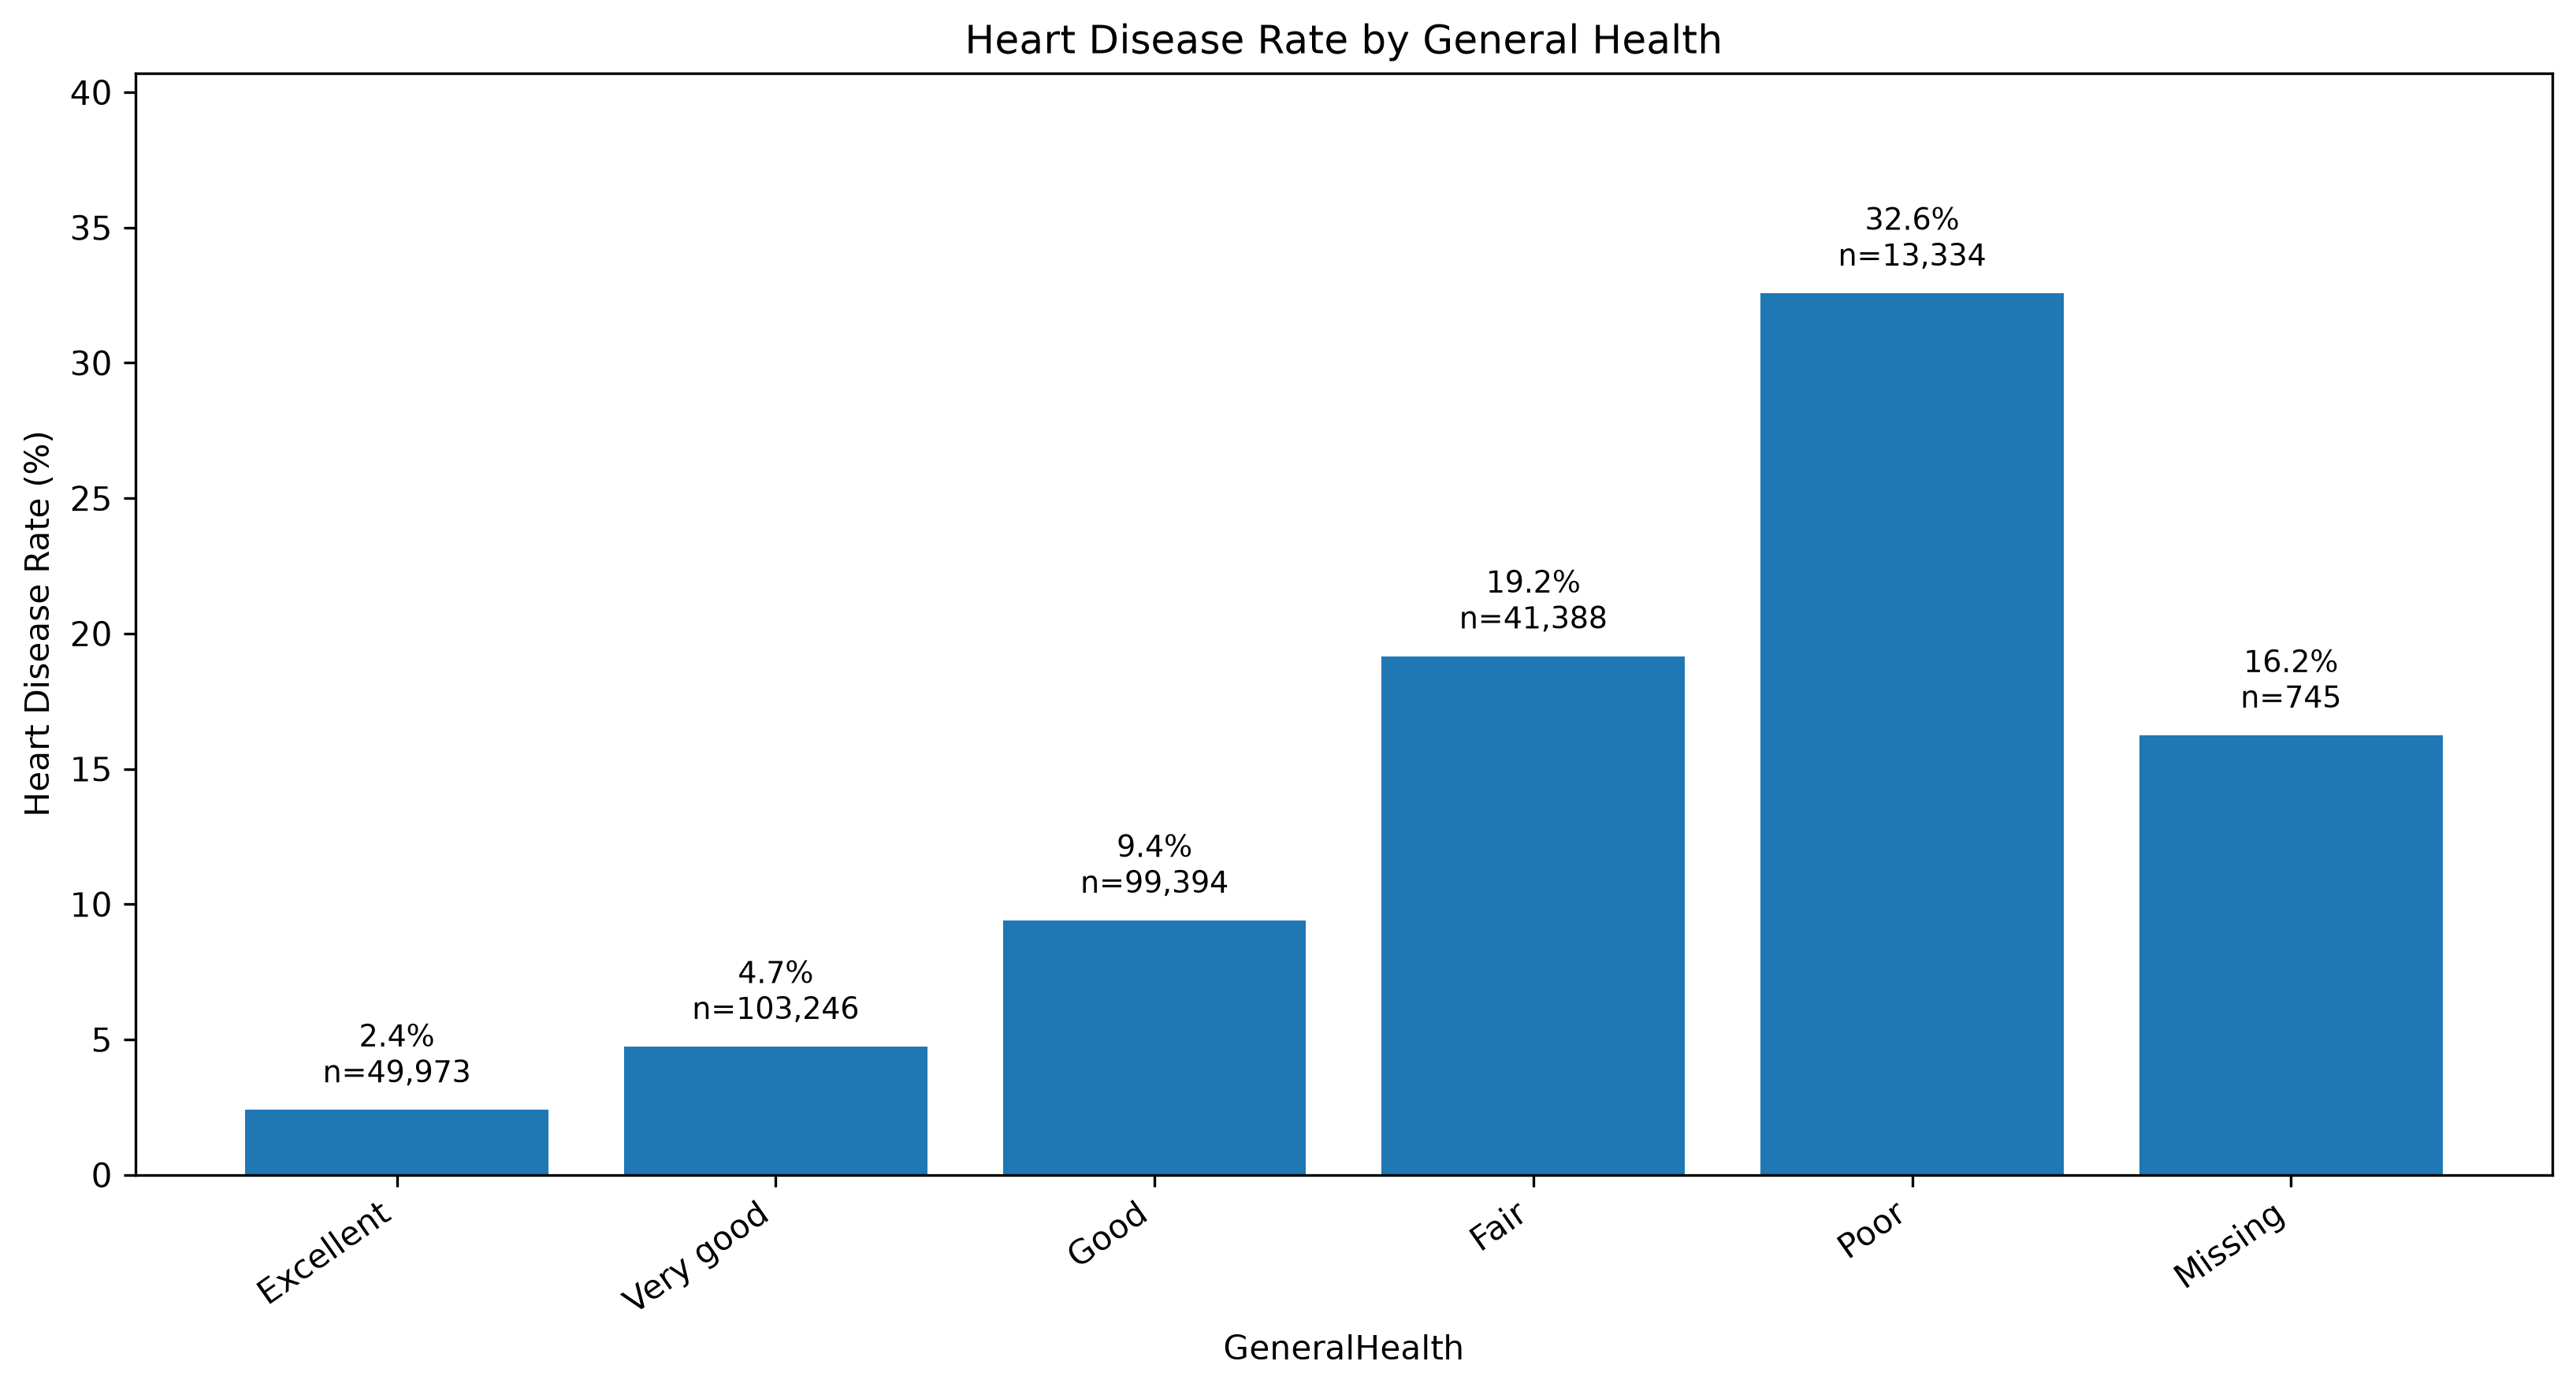 Heart Disease Rate by General Health
Heart Disease Rate (%)
40
35
30
25
20
15
10
5
0
2.4%
n=49,973
4.7%
n=103,246
9.4%
n=99,394
19.2%
n=41,388
32.6%
n=13,334
16.2%
n=745
Excellent
Very good
Good
Fair
Poor
Missing
GeneralHealth